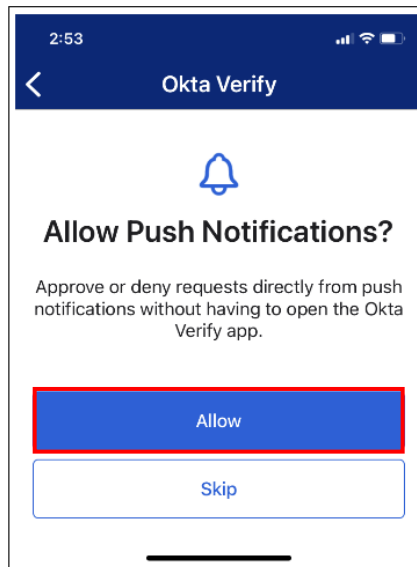 2:53
Okta Verify
Allow Push Notifications?
Approve or deny requests directly from push
notifications without having to open the Okta
Verify app.
Allow
Skip